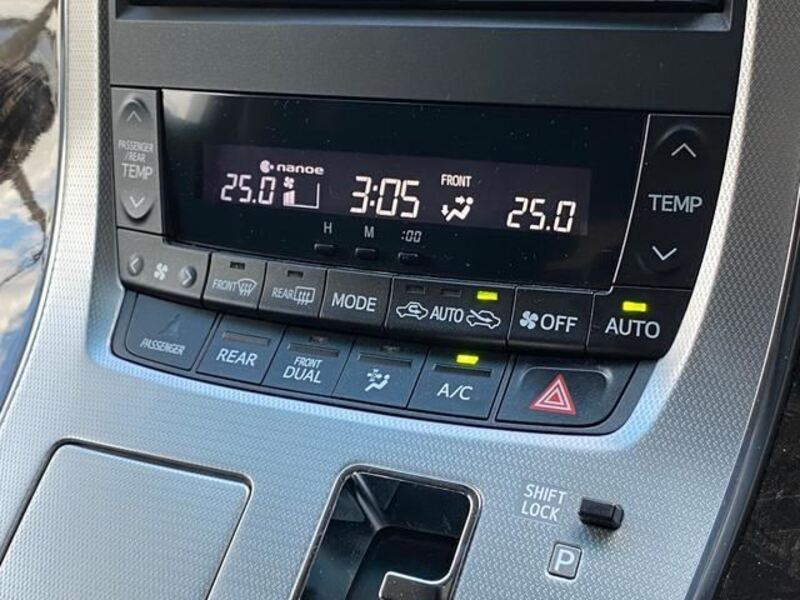 PASSENGER
/REAR
TEMP
nanoe
25.0
3:05
FRONT
25.0
H M :00
TEMP
FRONT
REAR
MODE
AUTO
OFF
AUTO
PASSENGER
REAR
FRONT
DUAL
A/C
SHIFT
LOCK
P